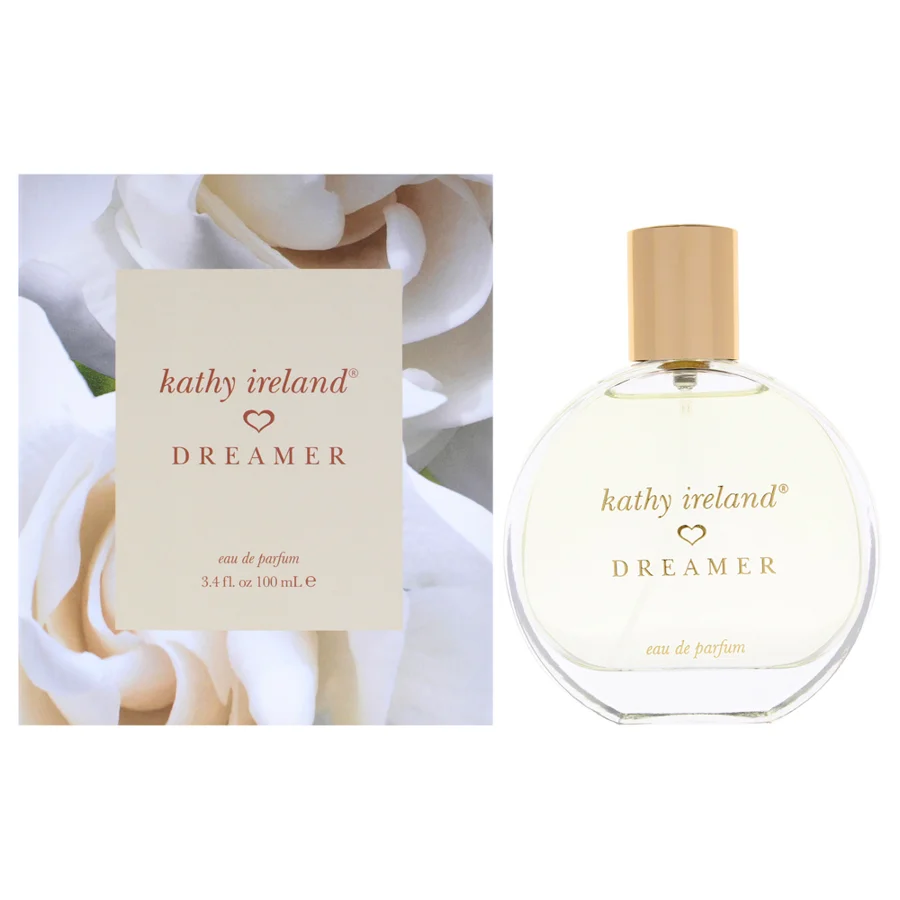 kathy ireland®
DREAMER
eau de parfum
3.4 fl. oz 100 mL ℮
kathy ireland®
DREAMER
eau de parfum